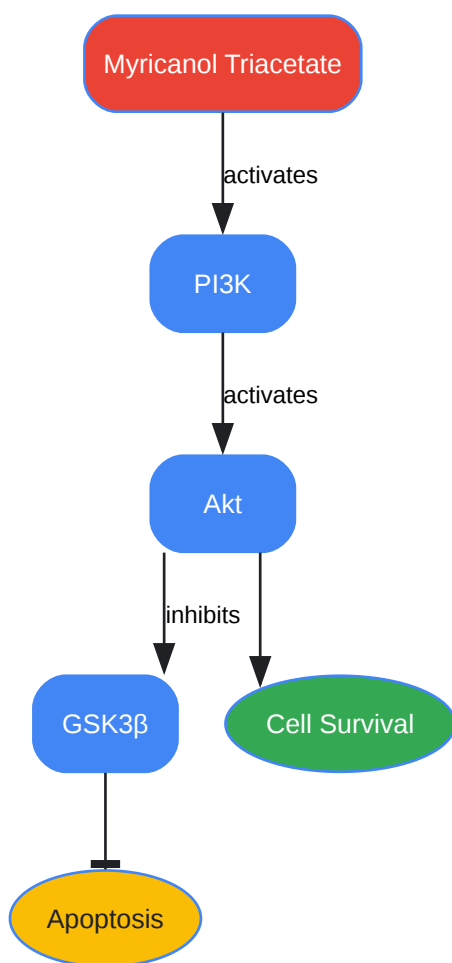 Myricanol Triacetate
activates
PI3K
activates
Akt
inhibits
GSK3β
Cell Survival
Apoptosis